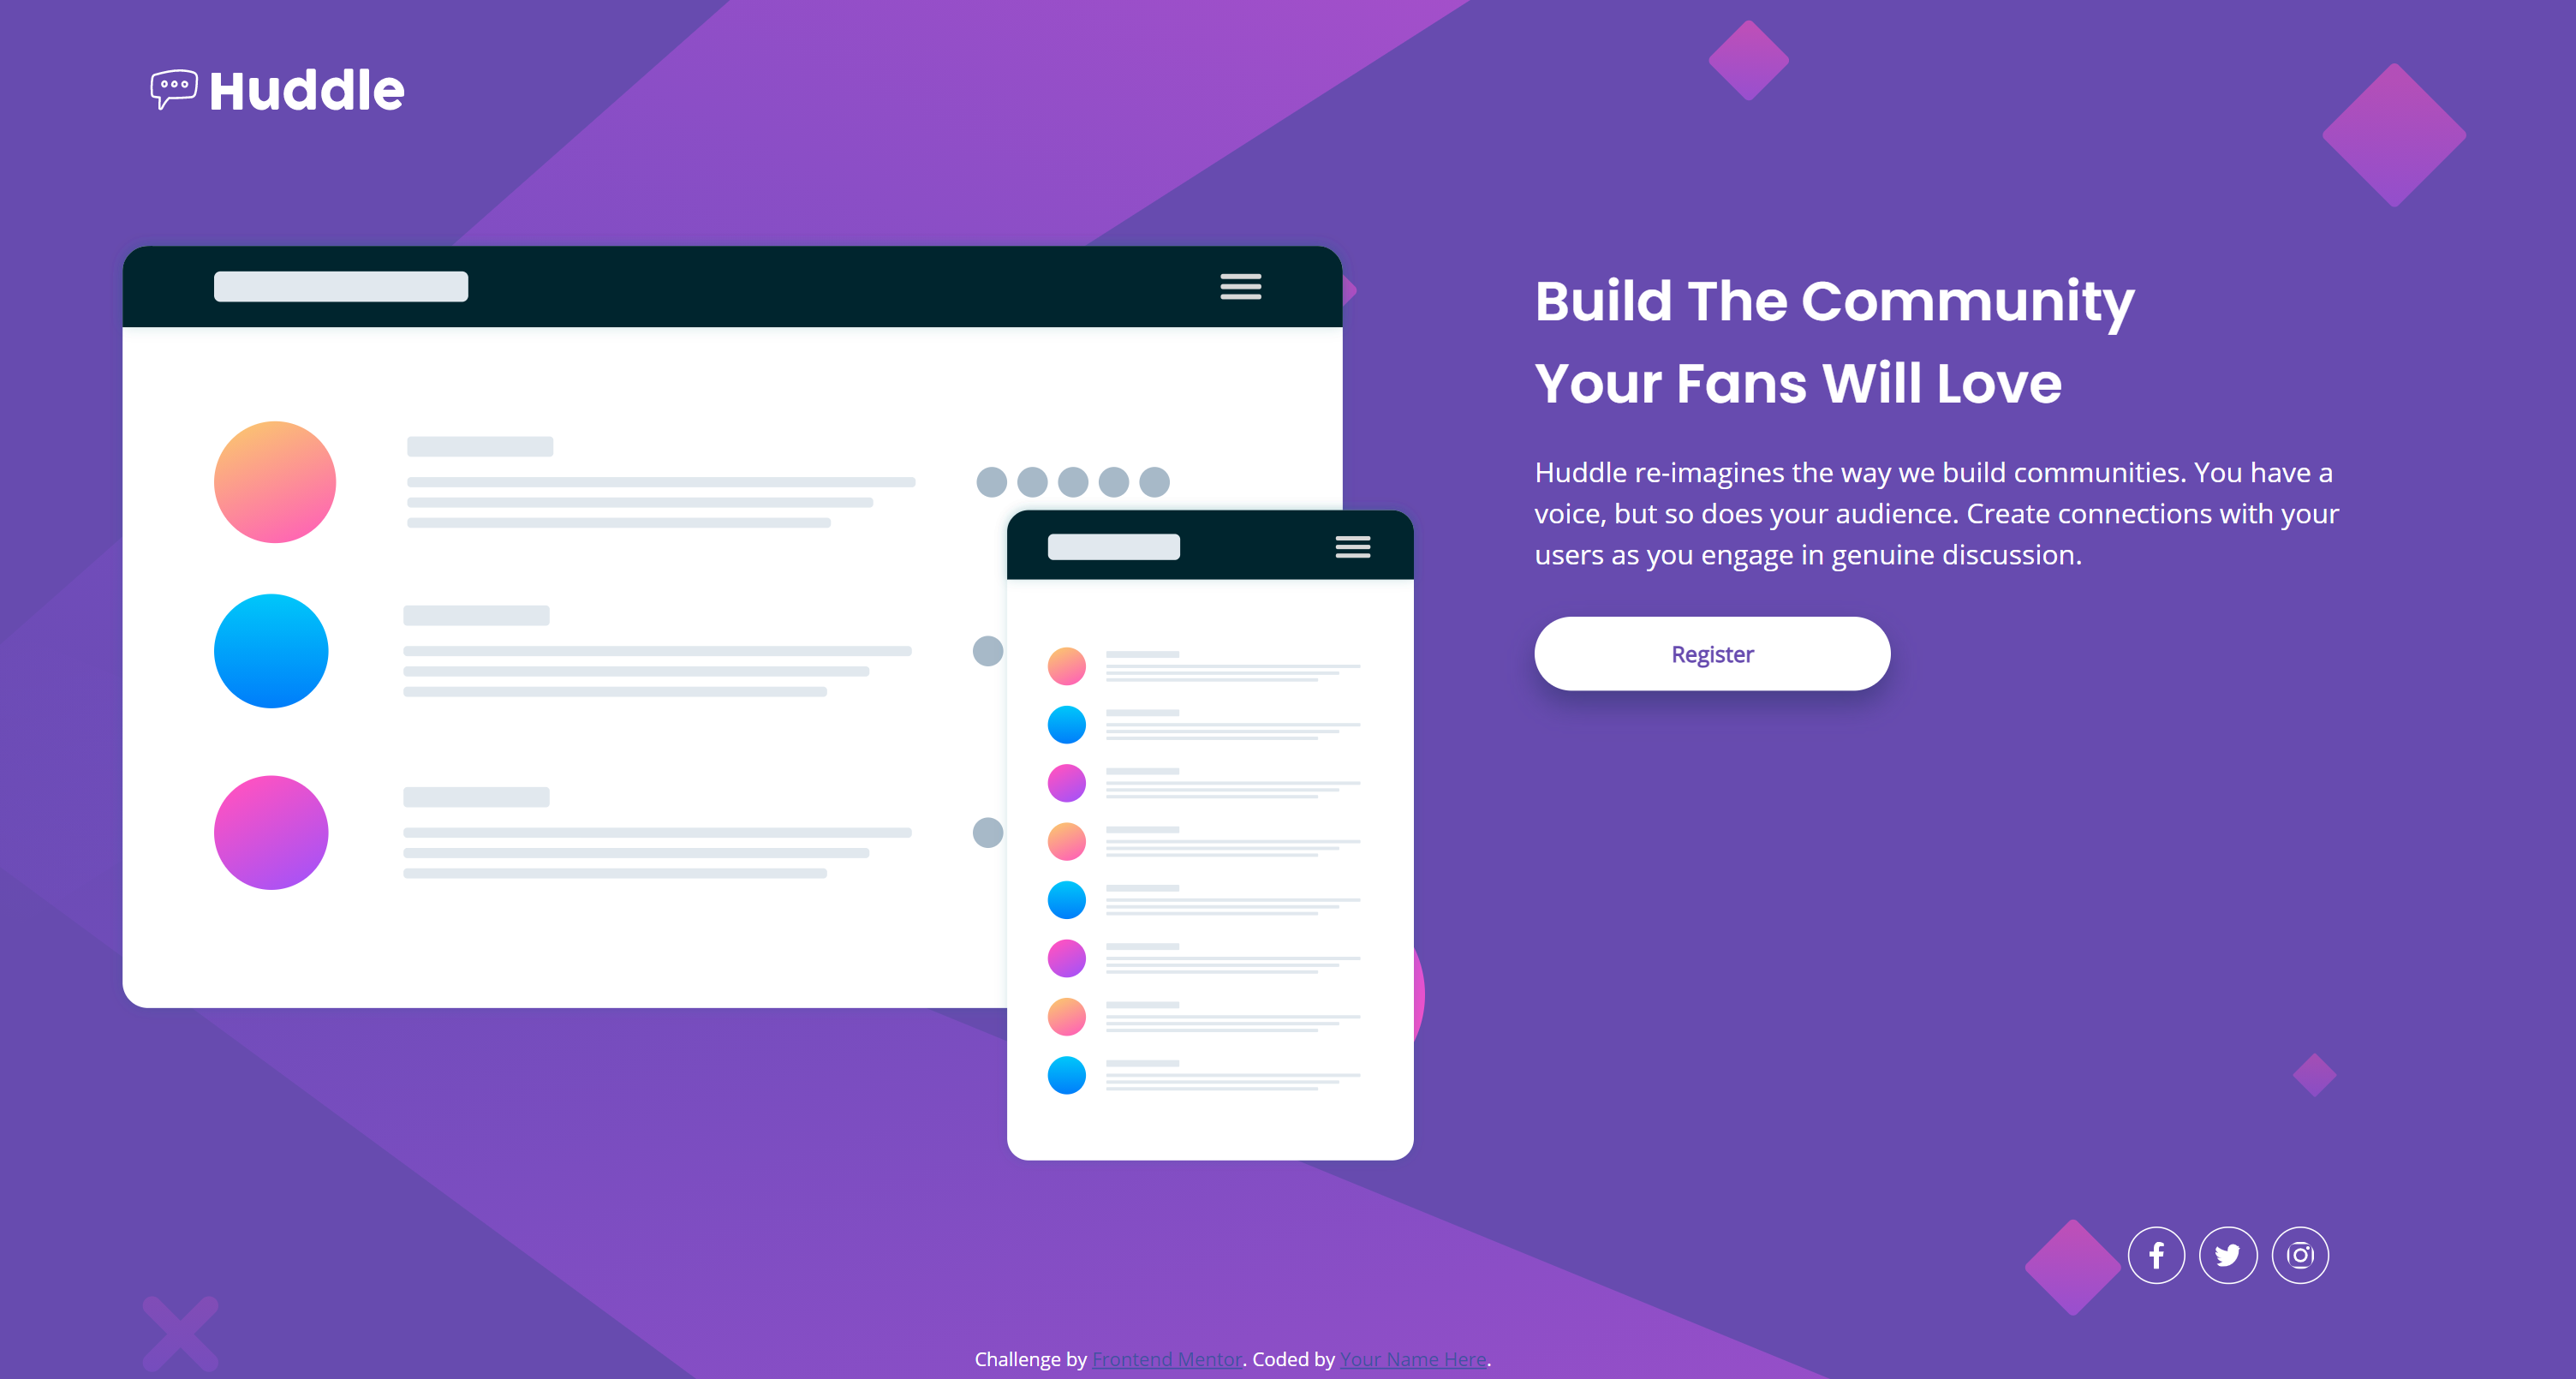 Huddle
Build The Community
Your Fans Will Love
Huddle re-imagines the way we build communities. You have a
voice, but so does your audience. Create connections with your
users as you engage in genuine discussion.
Register
Challenge by Frontend Mentor. Coded by Your Name Here.